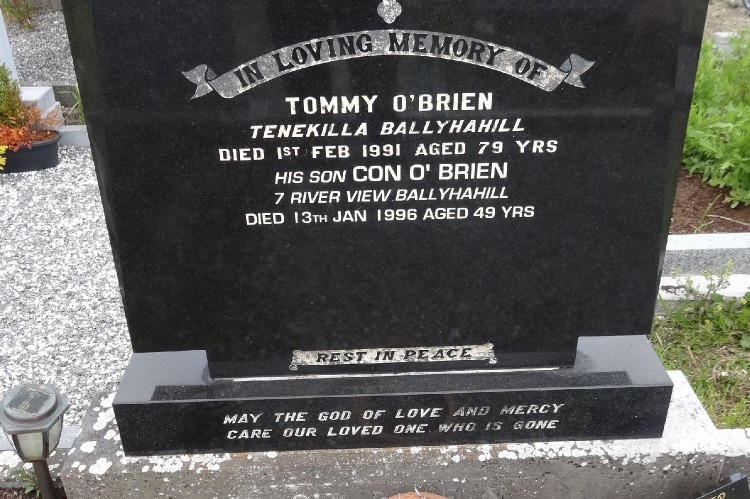 IN LOVING MEMORY OF
TOMMY O'BRIEN
TENEKILLA BALLYHAHILL
DIED 1ST FEB 1991 AGED 79 YRS
HIS SON CON O' BRIEN
7 RIVER VIEW BALLYHAHILL
DIED 13TH JAN 1996 AGED 49 YRS
REST IN PEACE
MAY THE GOD OF LOVE AND MERCY
CARE OUR LOVED ONE WHO IS GONE